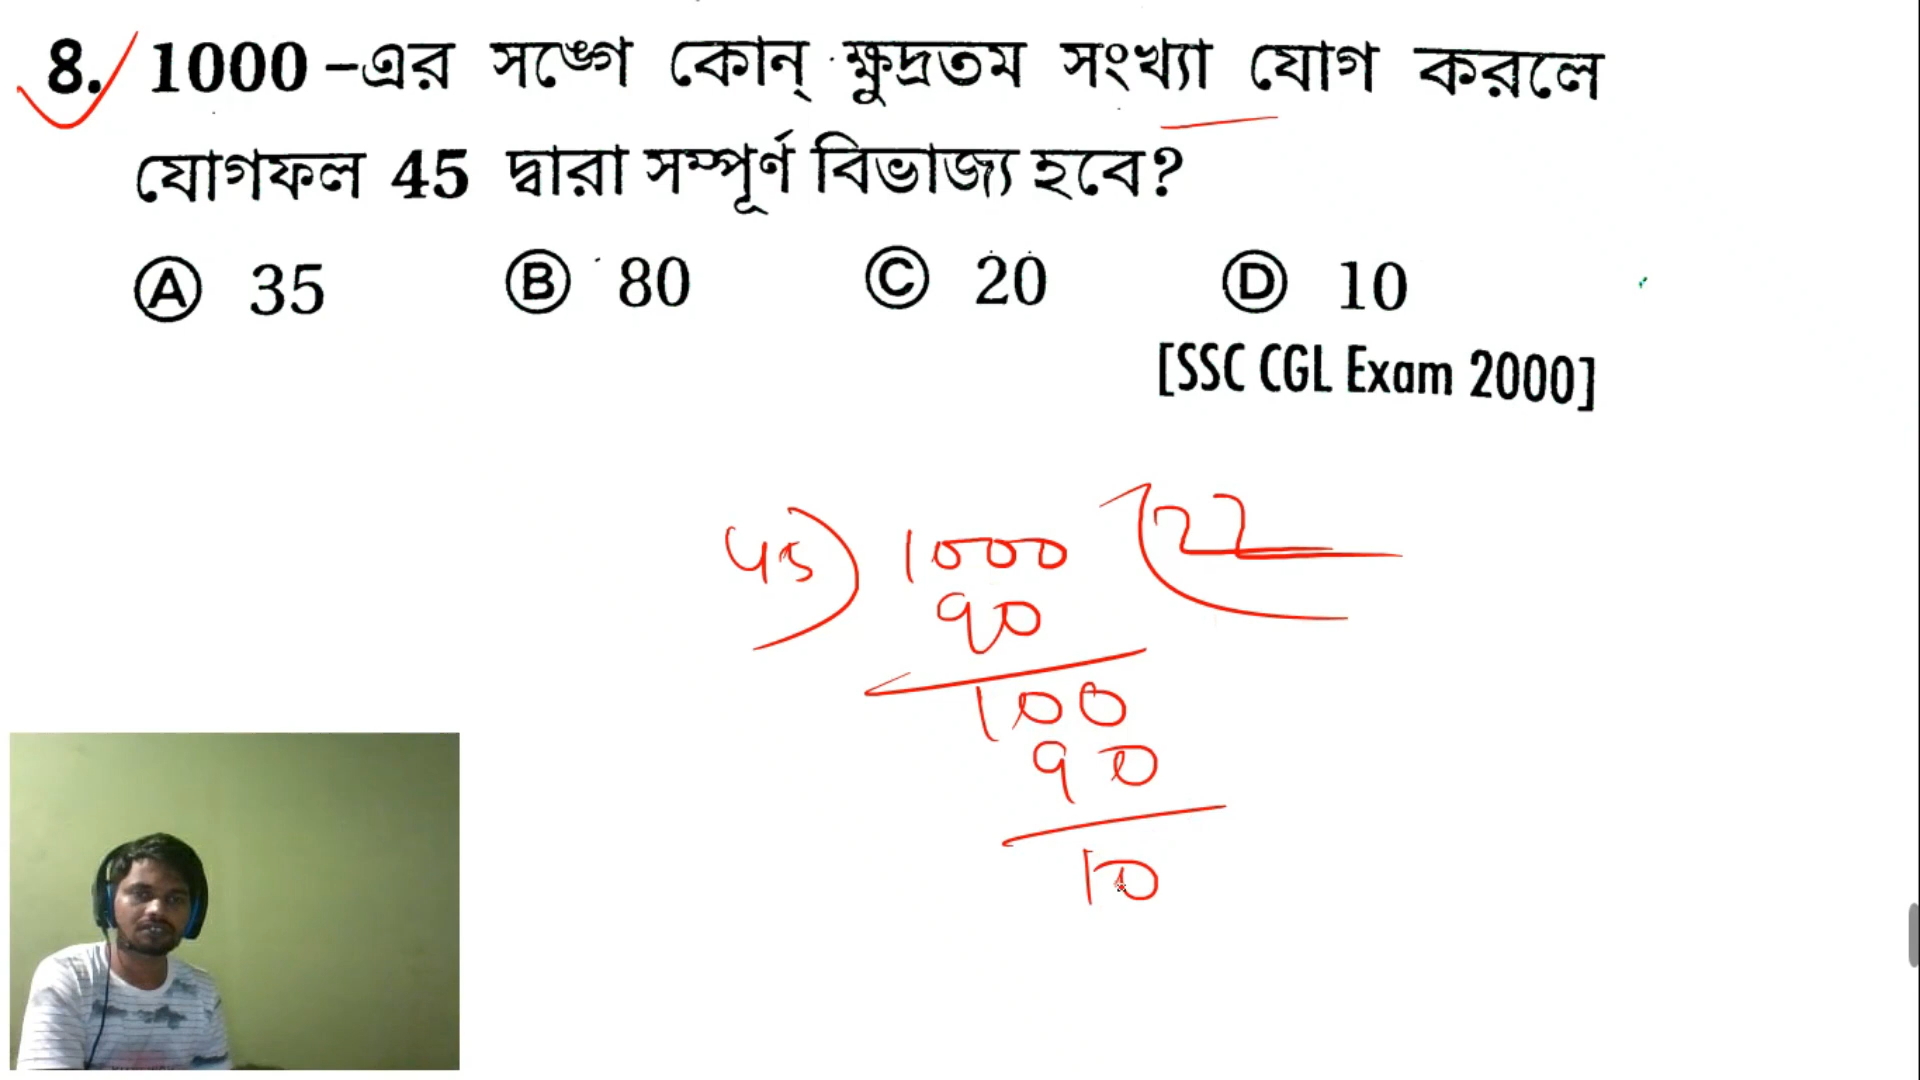 8. 1000 -এর সঙ্গে কোন্ ক্ষুদ্রতম সংখ্যা যোগ করলে
যোগফল 45 দ্বারা সম্পূর্ণ বিভাজ্য হবে?
Ⓐ 35 Ⓑ 80 Ⓒ 20 Ⓓ 10
[SSC CGL Exam 2000]
45) 1000 (22
90
100
90
10